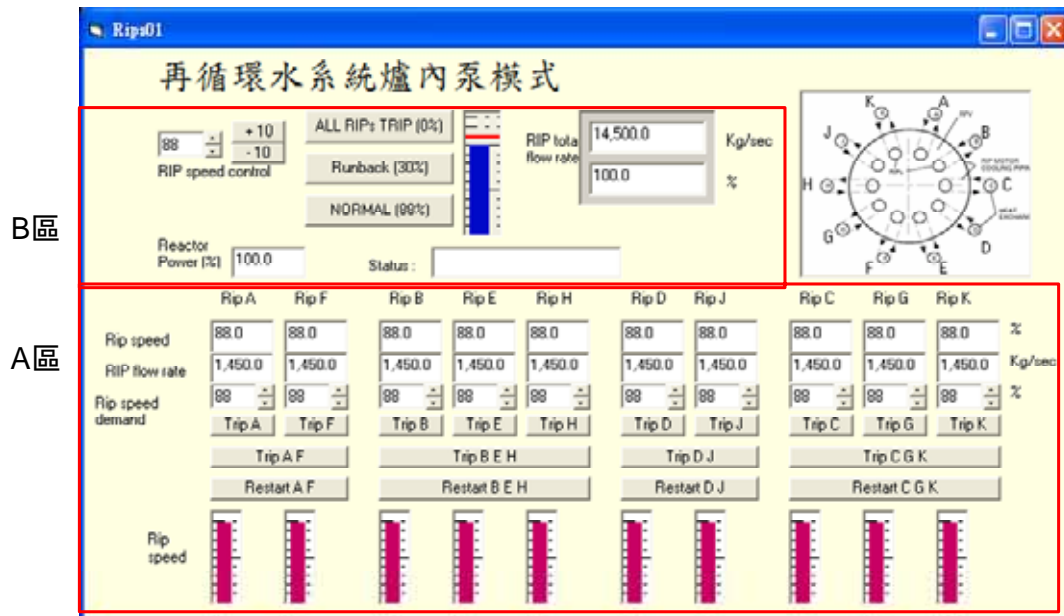 Rips01
再循環水系統爐內泵模式
B區
88
+ 10
- 10
RIP speed control
ALL RIPs TRIP (0%)
Runback (30%)
NORMAL (99%)
RIP total flow rate
14,500.0
Kg/sec
100.0
%
Reactor
Power (%)
100.0
Status :
K
A
RPV
J
B
RIP MOTOR
COOLING PIPING
H
C
HEAT
G
D
F
E
A區
Rip A Rip F Rip B Rip E Rip H Rip D Rip J Rip C Rip G Rip K
Rip speed 88.0 88.0 88.0 88.0 88.0 88.0 88.0 88.0 88.0 88.0 %
RIP flow rate 1,450.0 1,450.0 1,450.0 1,450.0 1,450.0 1,450.0 1,450.0 1,450.0 1,450.0 1,450.0 Kg/sec
Rip speed demand 88 88 88 88 88 88 88 88 88 88 %
Trip A Trip F Trip B Trip E Trip H Trip D Trip J Trip C Trip G Trip K
Trip A F Trip B E H Trip D J Trip C G K
Restart A F Restart B E H Restart D J Restart C G K
Rip
speed